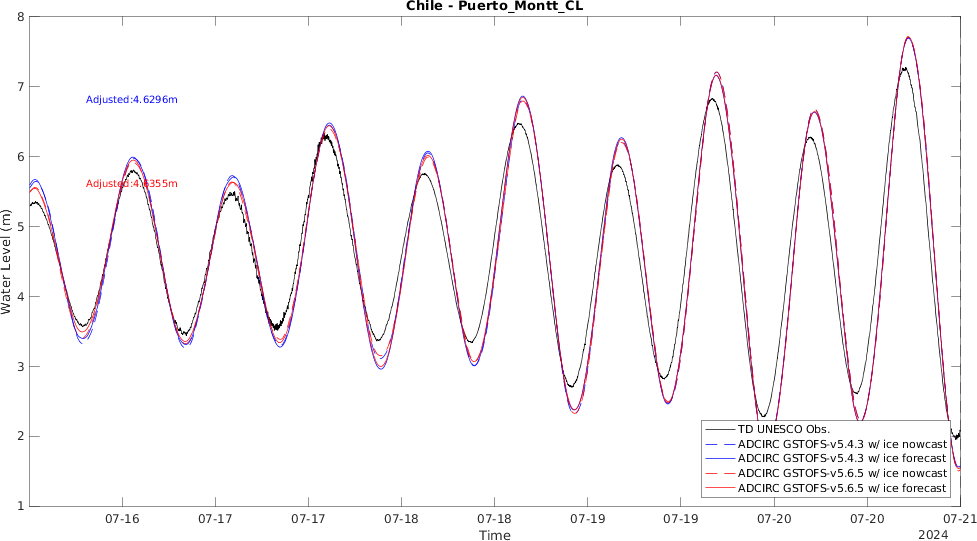 Chile - Puerto_Montt_CL
8
7
6
5
4
3
2
1
Water Level (m)
Adjusted:4.6296m
Adjusted:4.6355m
TD UNESCO Obs.
ADCIRC GSTOFS-v5.4.3 w/ ice nowcast
ADCIRC GSTOFS-v5.4.3 w/ ice forecast
ADCIRC GSTOFS-v5.6.5 w/ ice nowcast
ADCIRC GSTOFS-v5.6.5 w/ ice forecast
07-16 07-17 07-17 07-18 07-18 07-19 07-19 07-20 07-20 07-21
Time
2024